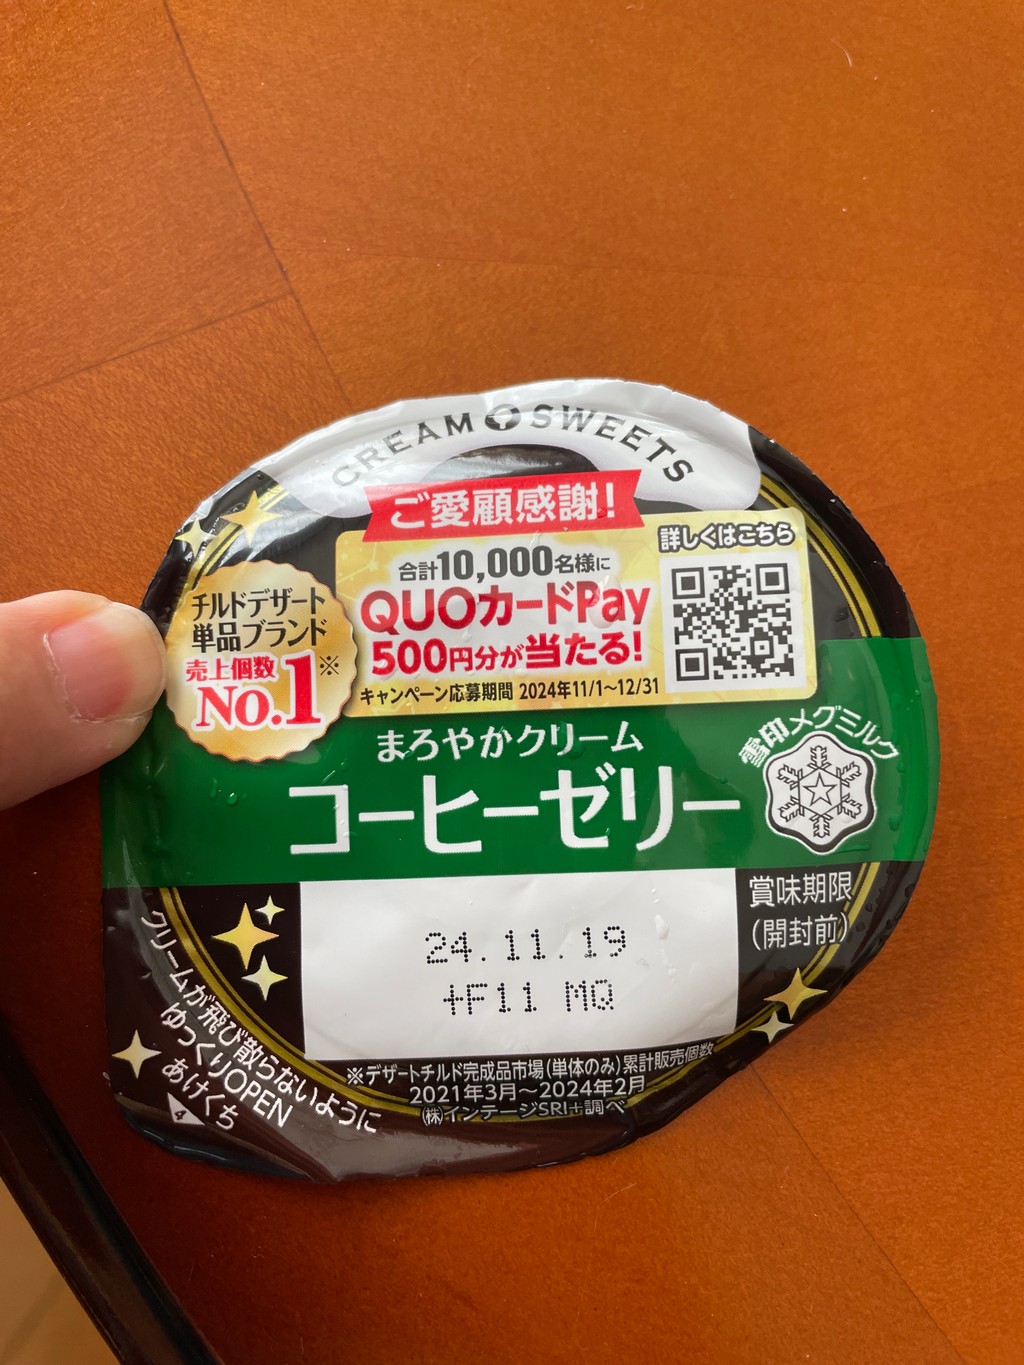 CREAM SWEETS
ご愛顧感謝!
合計10,000名様に
QUOカードPay
500円分が当たる!
キャンペーン応募期間 2024年11/1~12/31
詳しくはこちら
チルドデザート
単品ブランド
売上個数
No.1※
まろやかクリーム
コーヒーゼリー
雪印メグミルク
賞味期限
(開封前)
24.11.19
+F11 MQ
クリームが飛び散らないように
ゆっくりOPEN
あけくち
※デザートチルド完成品市場(単体のみ)累計販売個数
2021年3月~2024年2月
㈱インテージSRI+調べ